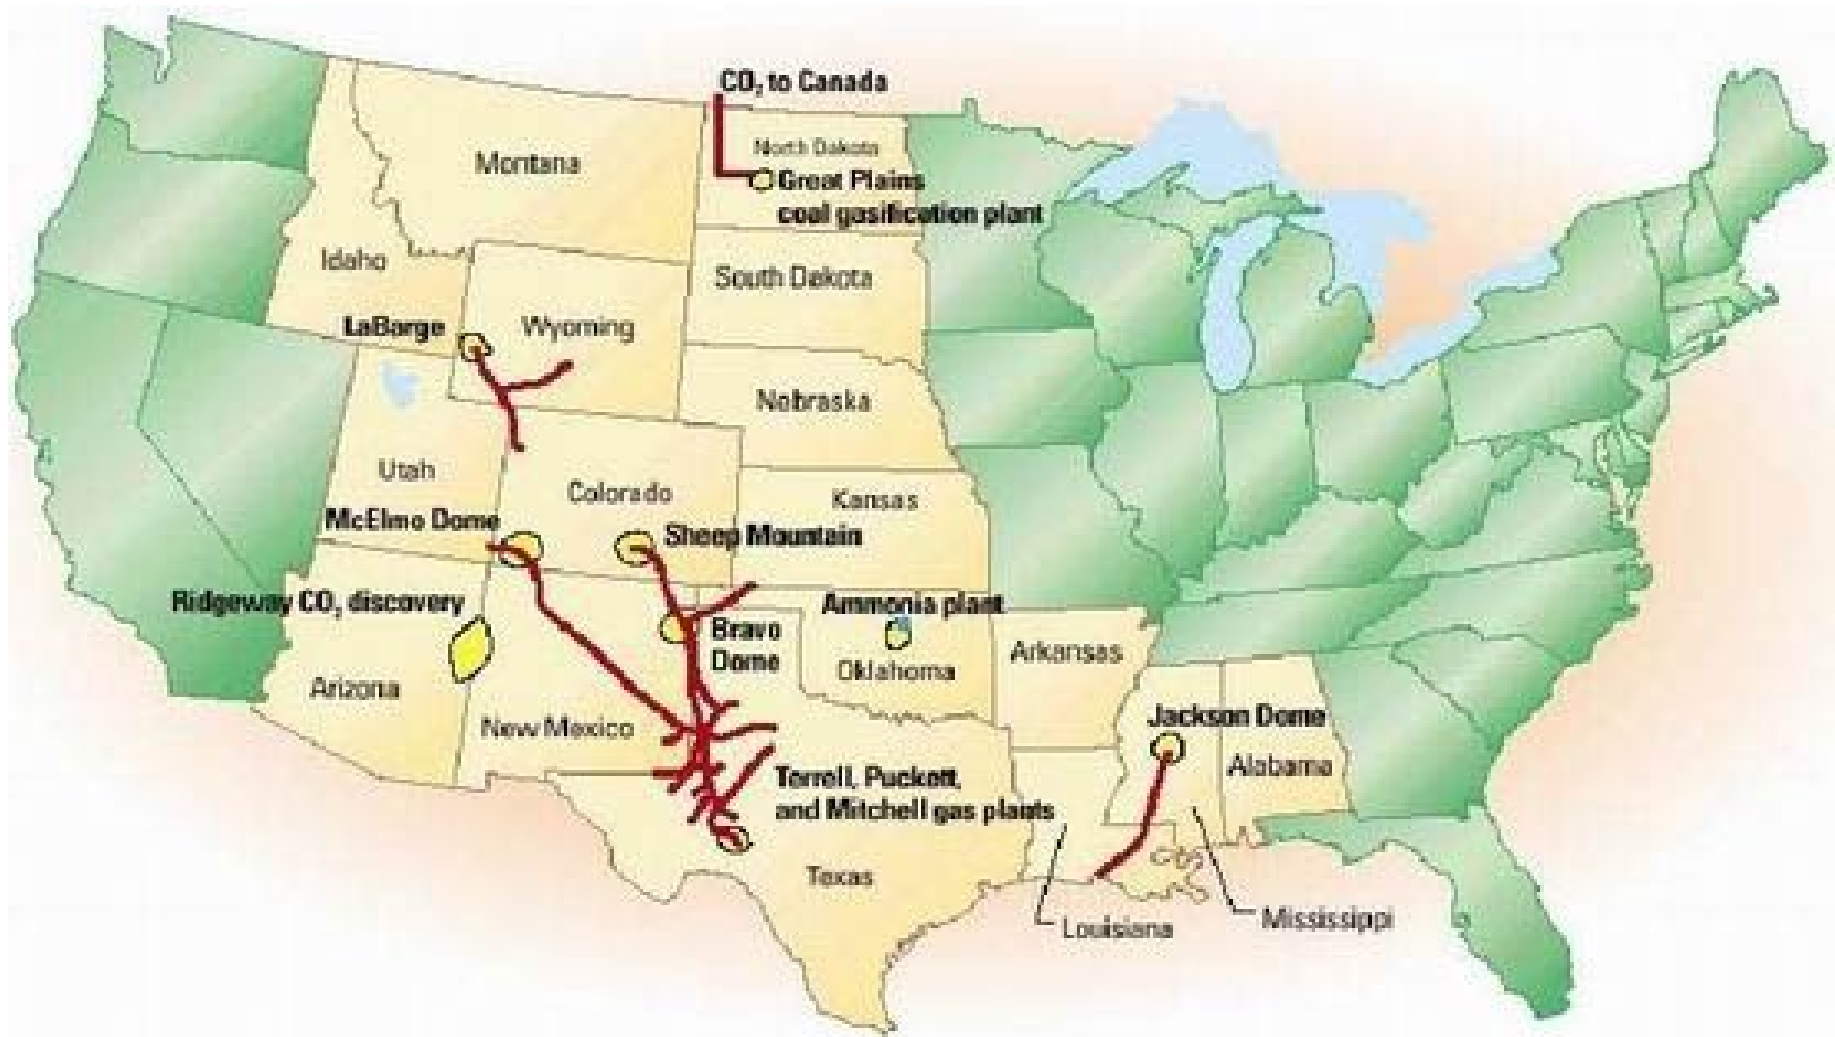 CO₂ to Canada
North Dakota
Montana
Great Plains
coal gasification plant
Idaho
South Dakota
LaBarge
Wyoming
Nebraska
Utah
Colorado
Kansas
McElmo Dome
Sheep Mountain
Ridgeway CO₂ discovery
Ammonia plant
Bravo
Dome
Arkansas
Oklahoma
Arizona
New Mexico
Jackson Dome
Alabama
Terrell, Puckett,
and Mitchell gas plants
Texas
Louisiana
Mississippi